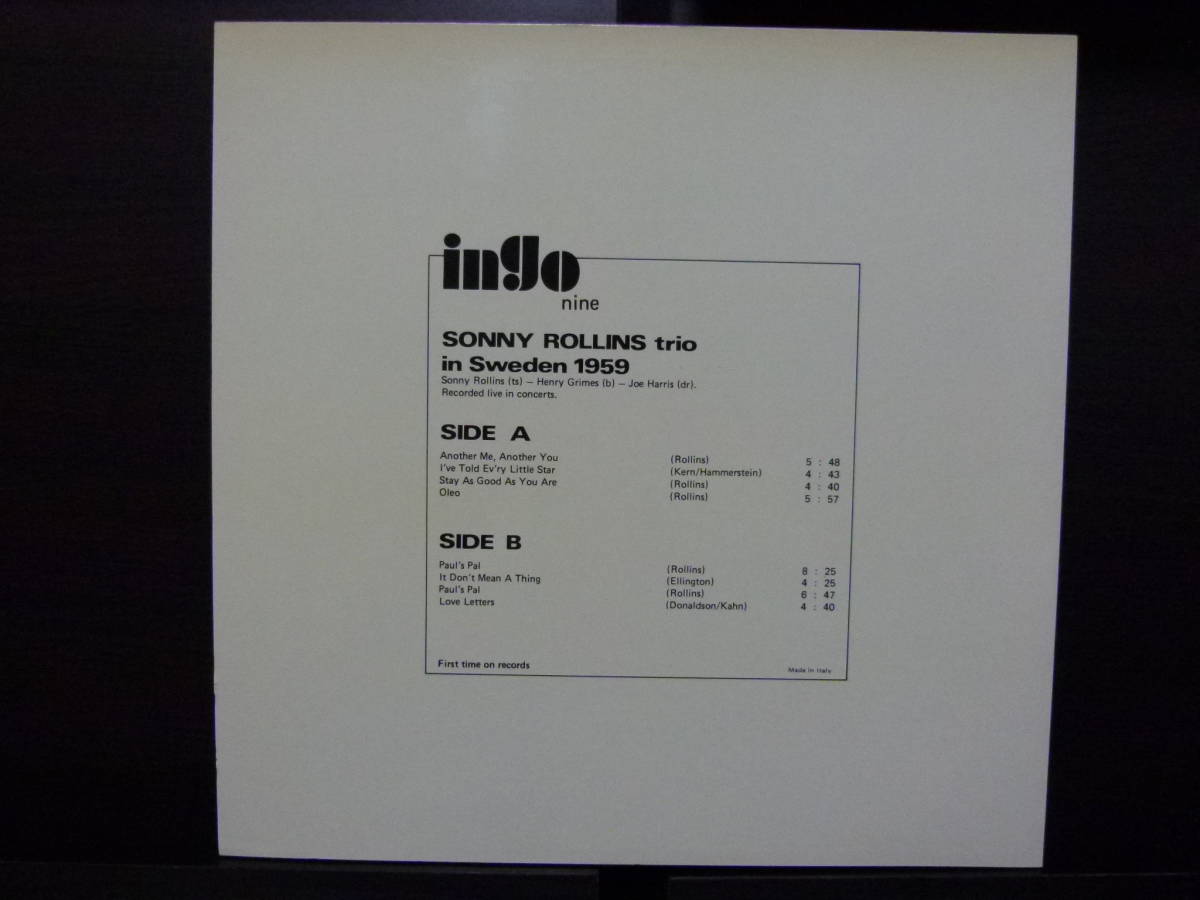 ingo
nine
SONNY ROLLINS trio
in Sweden 1959
Sonny Rollins (ts) – Henry Grimes (b) – Joe Harris (dr).
Recorded live in concerts.
SIDE A
Another Me, Another You (Rollins) 5 : 48
I've Told Ev'ry Little Star (Kern/Hammerstein) 4 : 43
Stay As Good As You Are (Rollins) 4 : 40
Oleo (Rollins) 5 : 57
SIDE B
Paul's Pal (Rollins) 8 : 25
It Don't Mean A Thing (Ellington) 4 : 25
Paul's Pal (Rollins) 6 : 47
Love Letters (Donaldson/Kahn) 4 : 40
First time on records Made in Italy